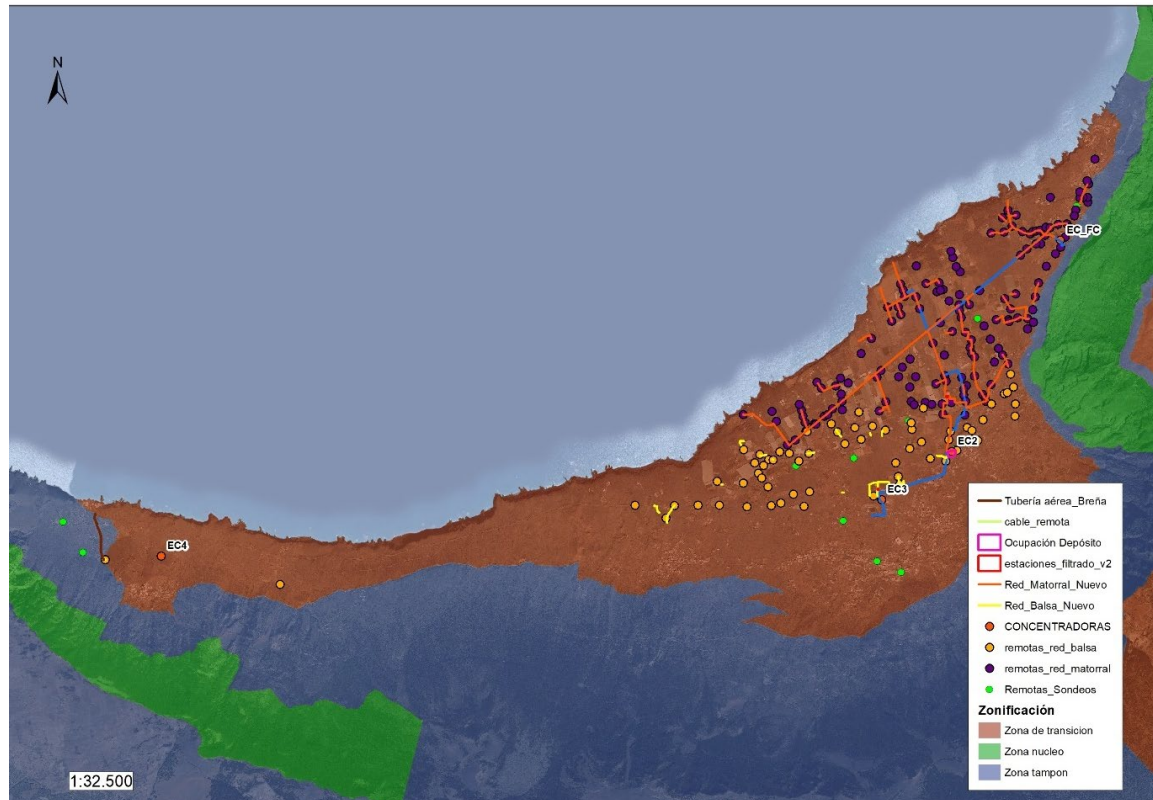 N
EC_FC
EC2
EC3
EC4
Tubería aérea_Breña
cable_remota
Ocupación Depósito
estaciones_filtrado_v2
Red_Matorral_Nuevo
Red_Balsa_Nuevo
CONCENTRADORAS
remotas_red_balsa
remotas_red_matorral
Remotas_Sondeos
Zonificación
Zona de transicion
Zona nucleo
Zona tampon
1:32.500